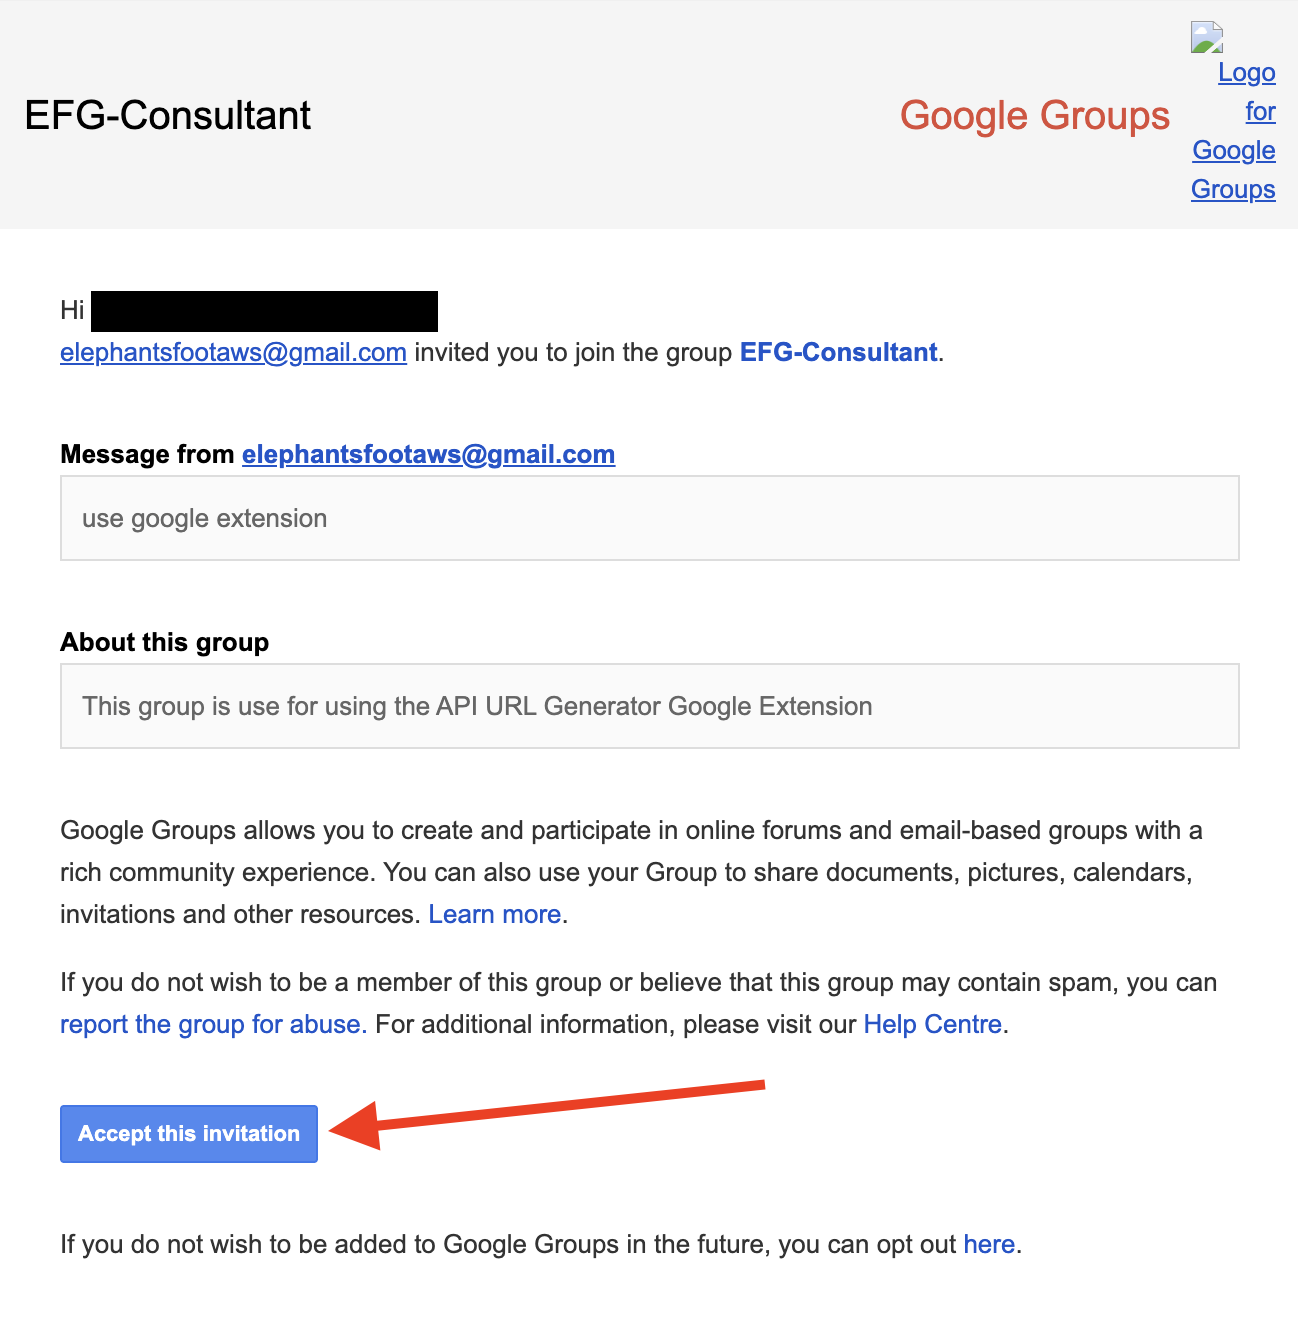 EFG-Consultant
Google Groups
Logo
for
Google
Groups
Hi
elephantsfootaws@gmail.com invited you to join the group EFG-Consultant.
Message from elephantsfootaws@gmail.com
use google extension
About this group
This group is use for using the API URL Generator Google Extension
Google Groups allows you to create and participate in online forums and email-based groups with a
rich community experience. You can also use your Group to share documents, pictures, calendars,
invitations and other resources. Learn more.
If you do not wish to be a member of this group or believe that this group may contain spam, you can
report the group for abuse. For additional information, please visit our Help Centre.
Accept this invitation
If you do not wish to be added to Google Groups in the future, you can opt out here.